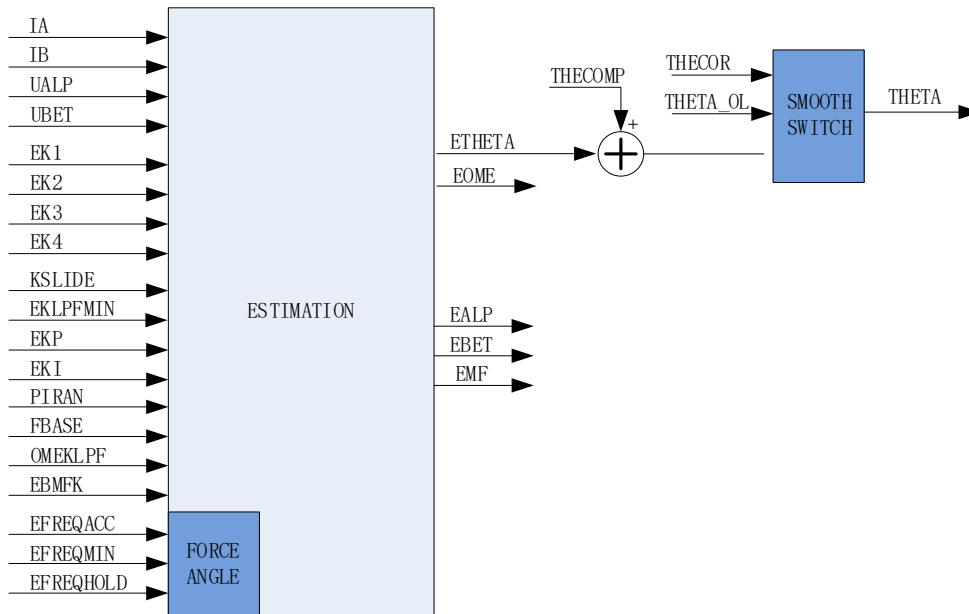 IA
IB
UALP
UBET
EK1
EK2
EK3
EK4
KSLIDE
EKLPFMIN
EKP
EKI
PIRAN
FBASE
OMEKLPF
EBMFK
EFREQACC
EFREQMIN
EFREQHOLD
FORCE
ANGLE
ESTIMATION
ETHETA
EOME
EALP
EBET
EMF
THECOMP
+
THECOR
THETA_OL
SMOOTH
SWITCH
THETA